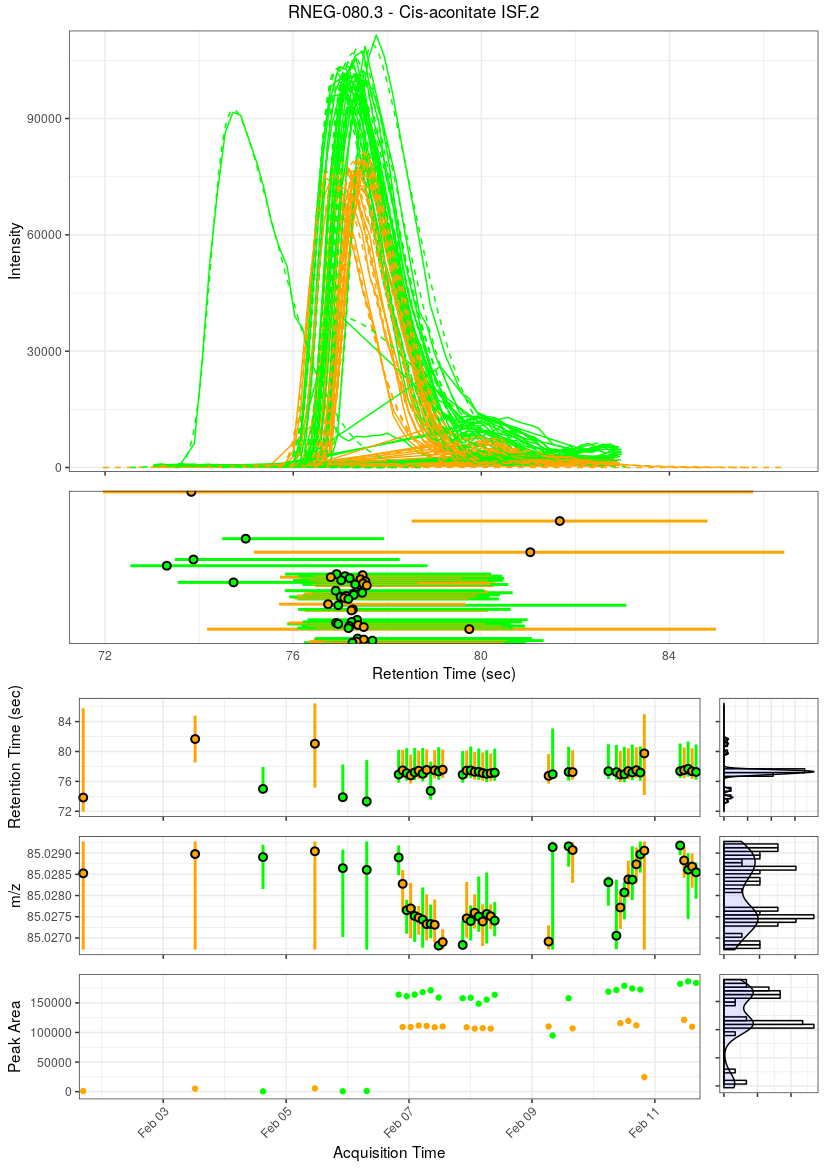 RNEG-080.3 - Cis-aconitate ISF.2
Intensity
90000
60000
30000
0
72
76
80
84
Retention Time (sec)
Retention Time (sec)
84
80
76
72
m/z
85.0290
85.0285
85.0280
85.0275
85.0270
Peak Area
150000
100000
50000
0
Feb 03
Feb 05
Feb 07
Feb 09
Feb 11
Acquisition Time